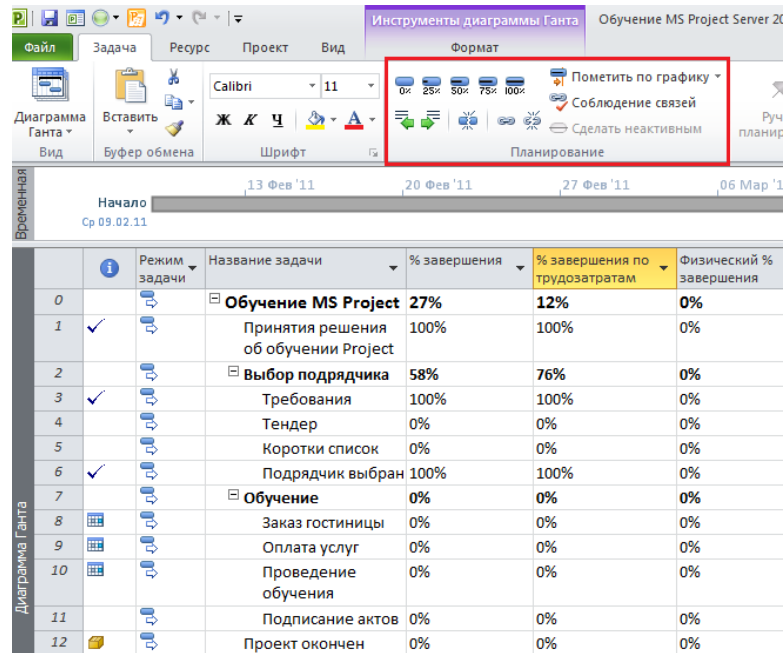 Инструменты диаграммы Ганта Обучение MS Project Server 20
Файл Задача Ресурс Проект Вид Формат
Calibri 11 0% 25% 50% 75% 100% Пометить по графику
Соблюдение связей
Диаграмма Ганта Вставить Ж К Ч А Сделать неактивным Руч планир
Вид Буфер обмена Шрифт Планирование
Временная
13 Фев '11 20 Фев '11 27 Фев '11 06 Мар '1
Начало
Ср 09.02.11
Режим задачи Название задачи % завершения % завершения по трудозатратам Физический % завершения
0 Обучение MS Project 27% 12% 0%
1 Принятия решения об обучении Project 100% 100% 0%
2 Выбор подрядчика 58% 76% 0%
3 Требования 100% 100% 0%
4 Тендер 0% 0% 0%
5 Коротки список 0% 0% 0%
6 Подрядчик выбран 100% 100% 0%
7 Обучение 0% 0% 0%
8 Заказ гостиницы 0% 0% 0%
9 Оплата услуг 0% 0% 0%
10 Проведение обучения 0% 0% 0%
11 Подписание актов 0% 0% 0%
12 Проект окончен 0% 0% 0%
Диаграмма Ганта